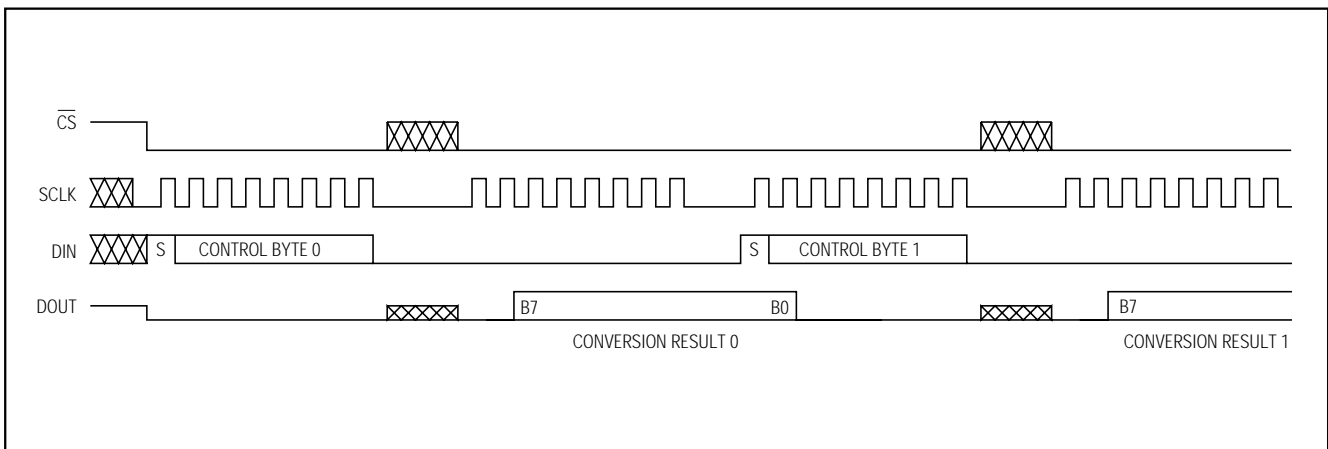 CS
SCLK
DIN S CONTROL BYTE 0 S CONTROL BYTE 1
DOUT B7 B0 B7
CONVERSION RESULT 0 CONVERSION RESULT 1